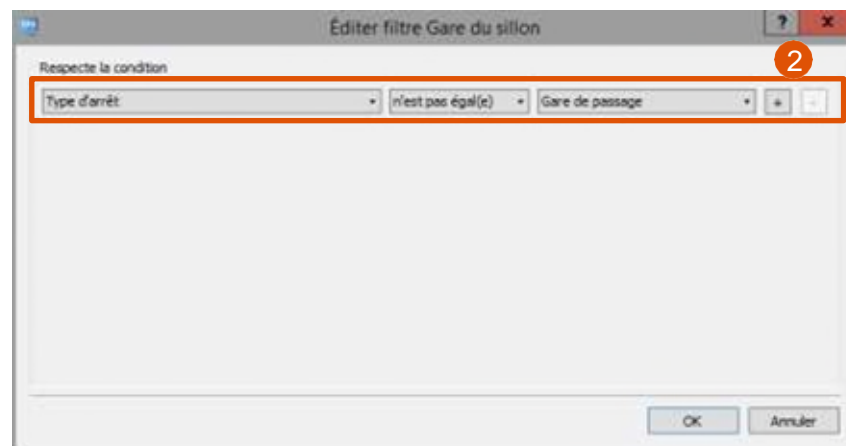 Éditer filtre Gare du sillon ? x
2
Respecte la condition
Type d'arrêt n'est pas égal(e) Gare de passage + -
OK Annuler